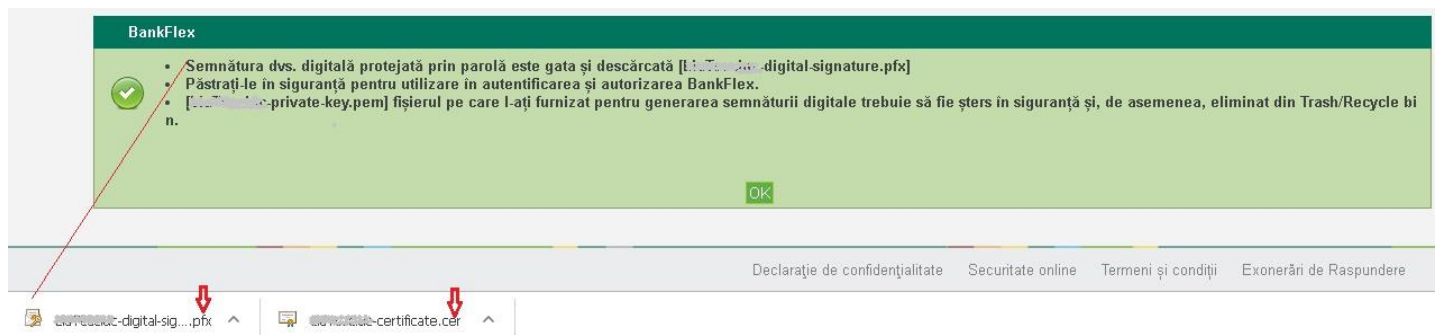 BankFlex
• Semnătura dvs. digitală protejată prin parolă este gata și descărcată [ -digital-signature.pfx]
• Păstrați-le în siguranță pentru utilizare în autentificarea și autorizarea BankFlex.
• [ -private-key.pem] fișierul pe care l-ați furnizat pentru generarea semnăturii digitale trebuie să fie șters în siguranță și, de asemenea, eliminat din Trash/Recycle bi
n.
OK
Declaraţie de confidenţialitate Securitate online Termeni și condiții Exonerări de Raspundere
-digital-sig....pfx -certificate.cer